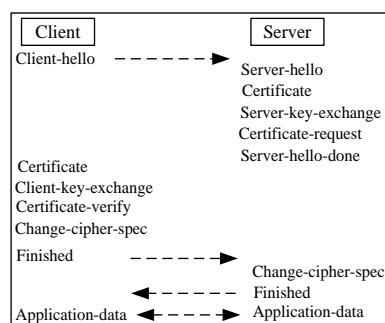 Client Server
Client-hello
Server-hello
Certificate
Server-key-exchange
Certificate-request
Server-hello-done
Certificate
Client-key-exchange
Certificate-verify
Change-cipher-spec
Finished
Change-cipher-spec
Finished
Application-data Application-data